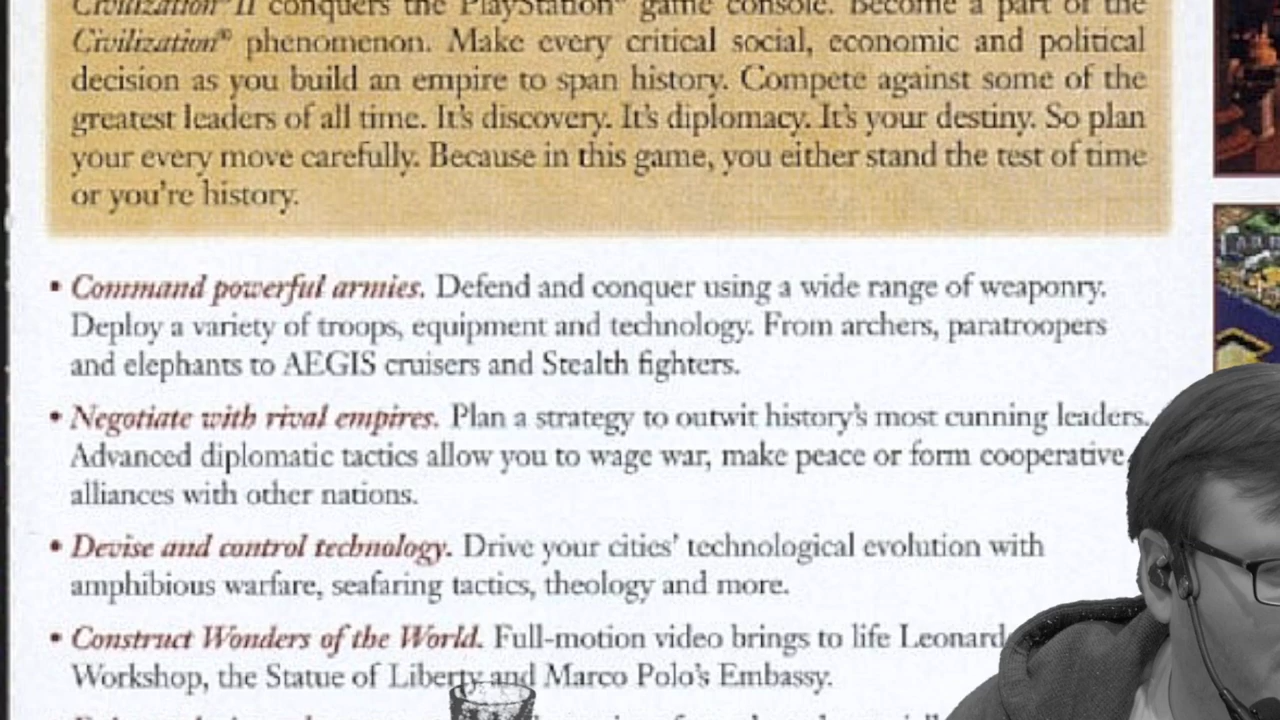 Civilization® II conquers the PlayStation® game console. Become a part of the
Civilization® phenomenon. Make every critical social, economic and political
decision as you build an empire to span history. Compete against some of the
greatest leaders of all time. It's discovery. It's diplomacy. It's your destiny. So plan
your every move carefully. Because in this game, you either stand the test of time
or you're history.
• Command powerful armies. Defend and conquer using a wide range of weaponry.
Deploy a variety of troops, equipment and technology. From archers, paratroopers
and elephants to AEGIS cruisers and Stealth fighters.
• Negotiate with rival empires. Plan a strategy to outwit history's most cunning leaders.
Advanced diplomatic tactics allow you to wage war, make peace or form cooperative
alliances with other nations.
• Devise and control technology. Drive your cities' technological evolution with
amphibious warfare, seafaring tactics, theology and more.
• Construct Wonders of the World. Full-motion video brings to life
Workshop, the Statue of Liberty and Marco Polo's Embassy.